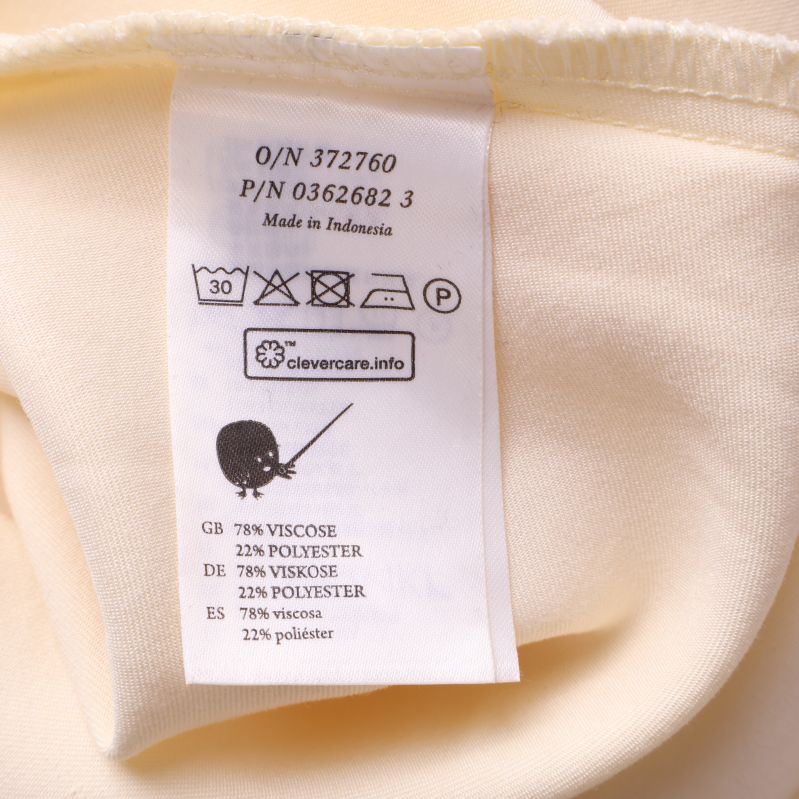 O/N 372760
P/N 0362682 3
Made in Indonesia
30 P
™
clevercare.info
GB 78% VISCOSE
22% POLYESTER
DE 78% VISKOSE
22% POLYESTER
ES 78% viscosa
22% poliéster